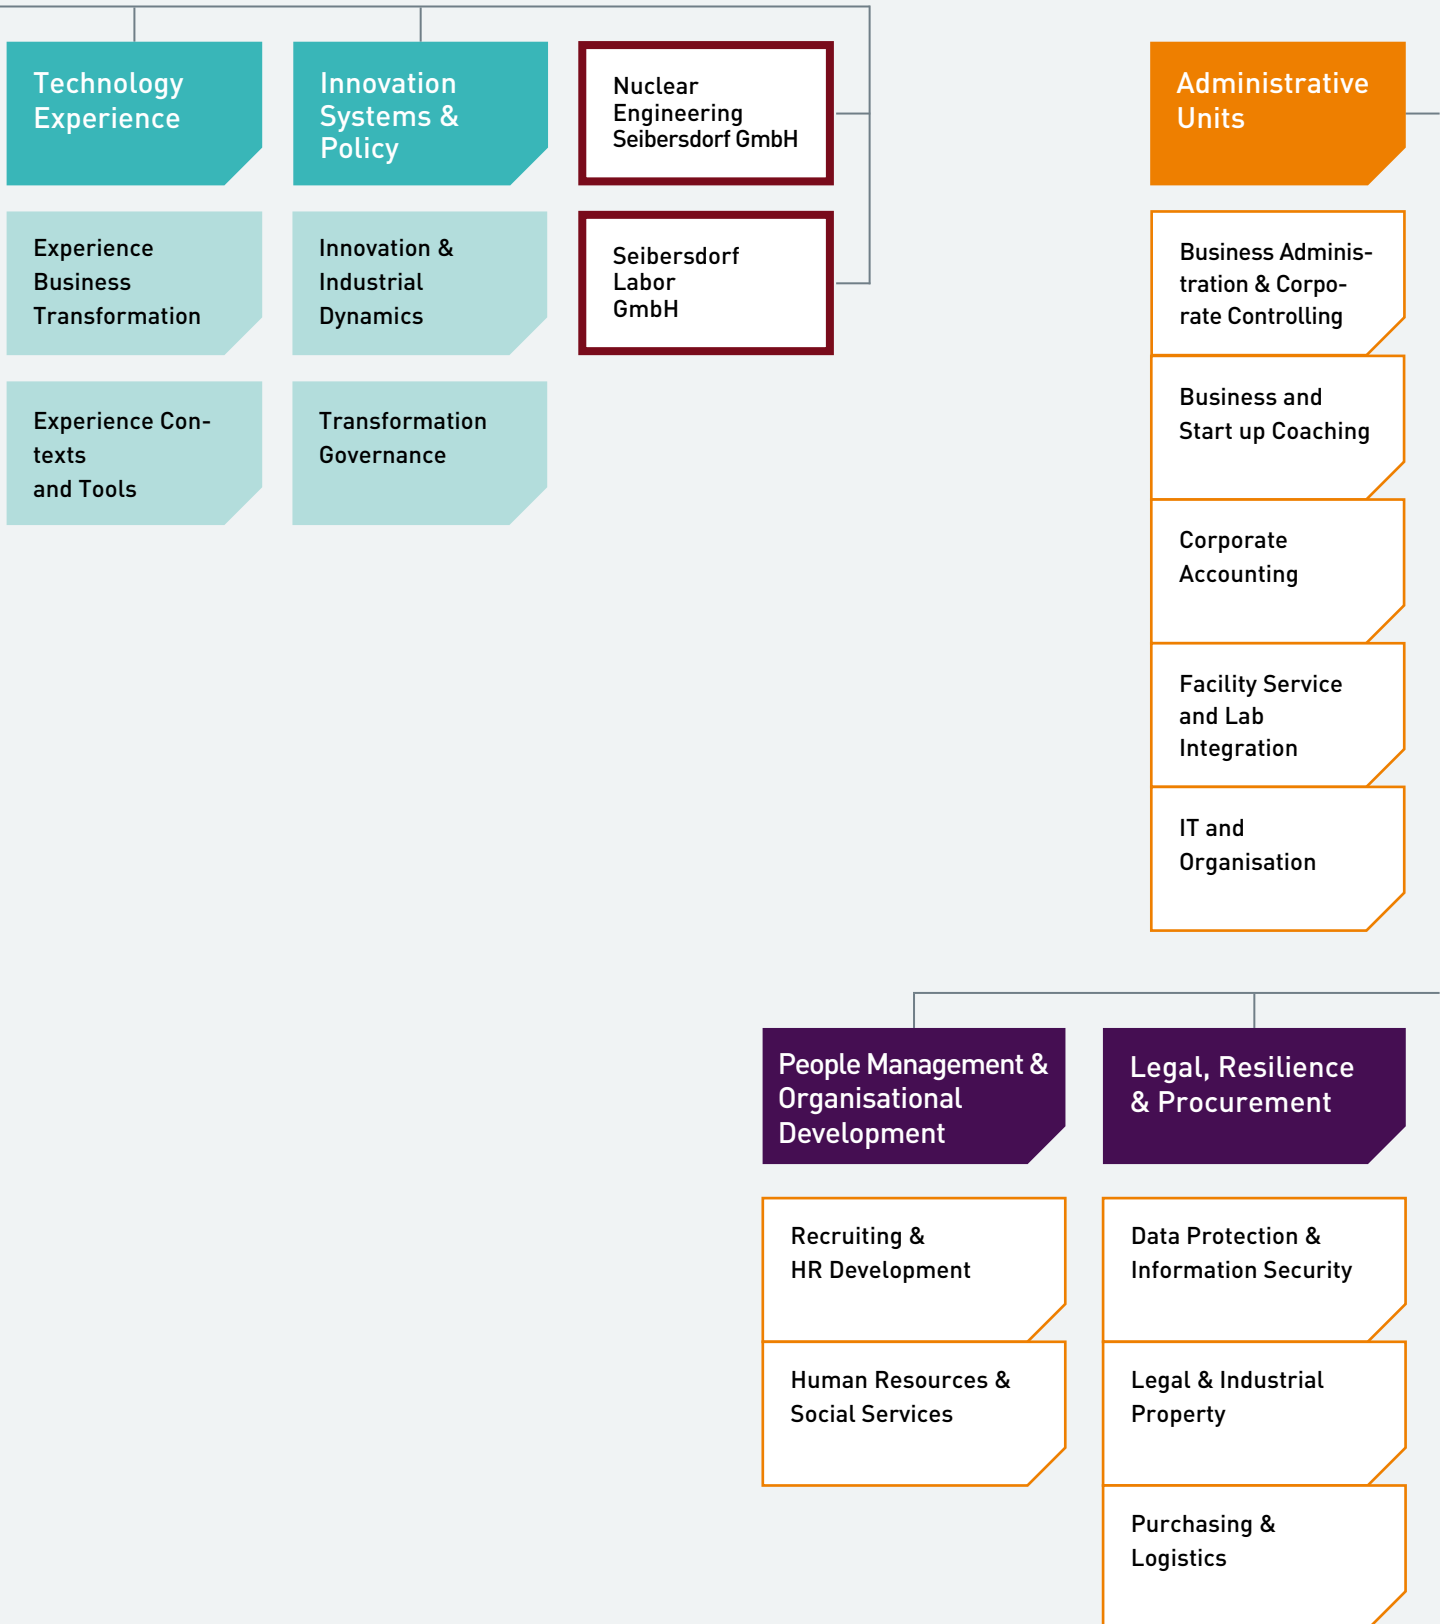 Technology
Experience
Innovation
Systems &
Policy
Nuclear
Engineering
Seibersdorf GmbH
Administrative
Units
Experience
Business
Transformation
Innovation &
Industrial
Dynamics
Seibersdorf
Labor
GmbH
Experience Con-
texts
and Tools
Transformation
Governance
Business Adminis-
tration & Corpo-
rate Controlling
Business and
Start up Coaching
Corporate
Accounting
Facility Service
and Lab
Integration
IT and
Organisation
People Management &
Organisational
Development
Legal, Resilience
& Procurement
Recruiting &
HR Development
Human Resources &
Social Services
Data Protection &
Information Security
Legal & Industrial
Property
Purchasing &
Logistics